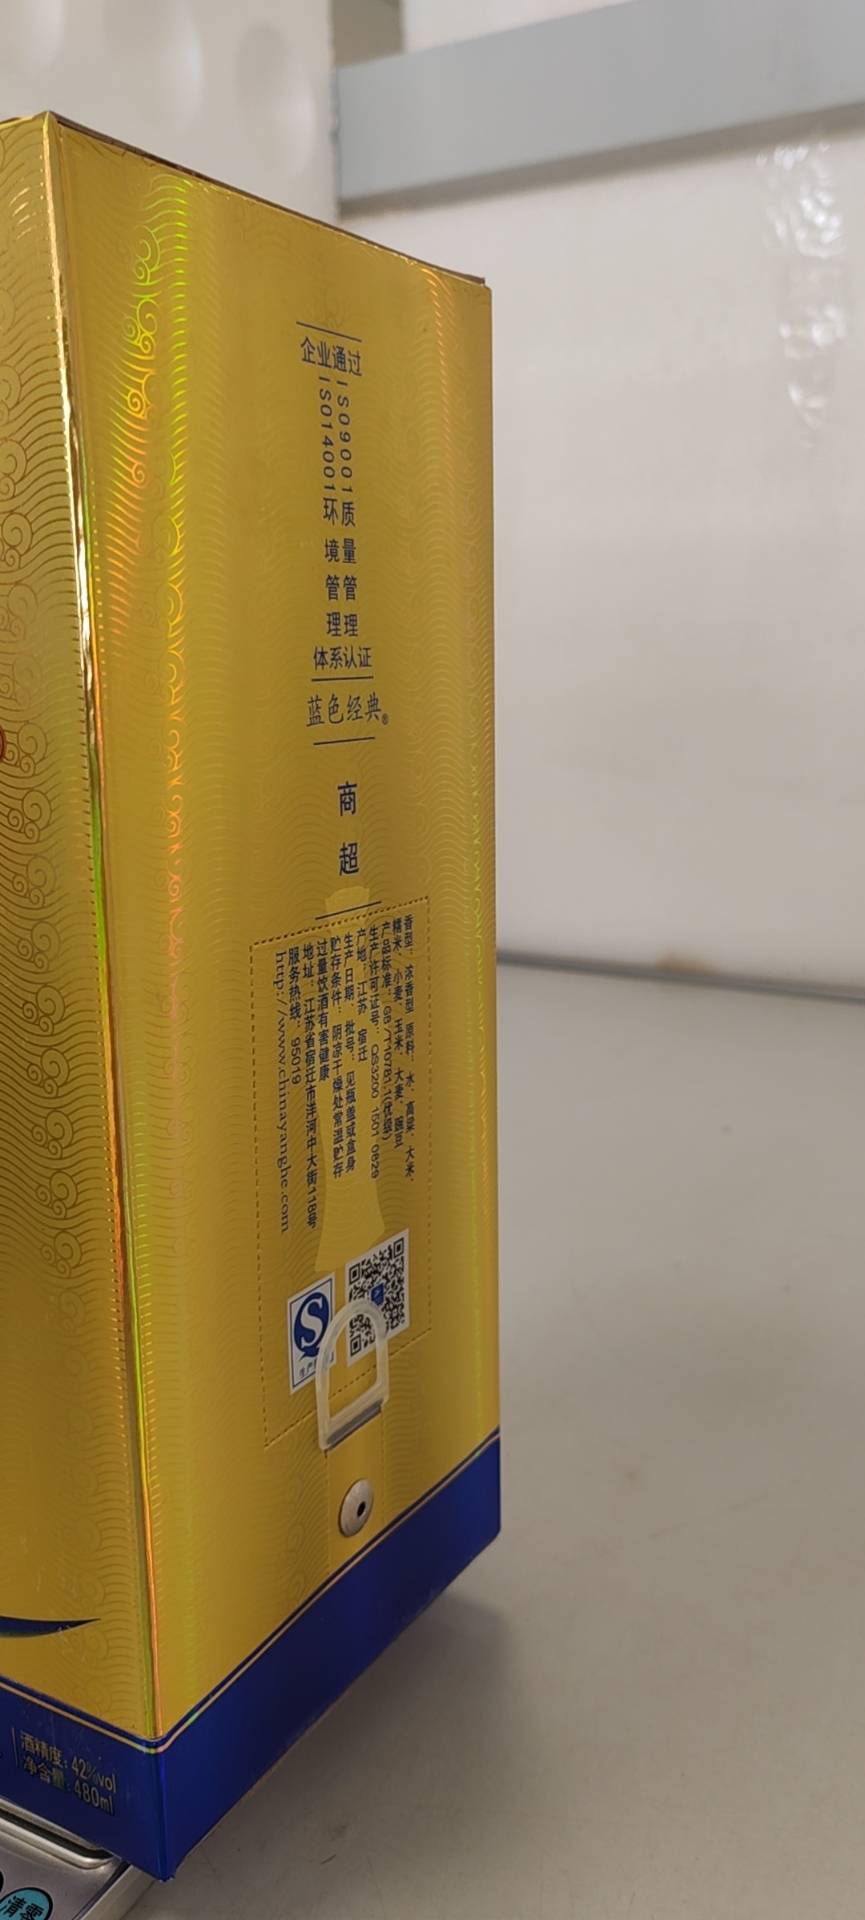 企业通过
ISO9001质量管理
ISO14001环境管理
体系认证
蓝色经典®
商超
香型：浓香型 原料：水、高粱、大米、
糯米、小麦、玉米、大麦、豌豆
产品标准：GB/T10781.1(优级)
生产许可证号：QS3200 1501 0829
产地：江苏 宿迁
生产日期、批号：见瓶盖或盒身
贮存条件：阴凉干燥处常温贮存
过量饮酒有害健康
地址：江苏省宿迁市洋河中大街118号
服务热线：95019
http://www.chinayanghe.com
S
酒精度：42%vol
净含量：480ml
清零